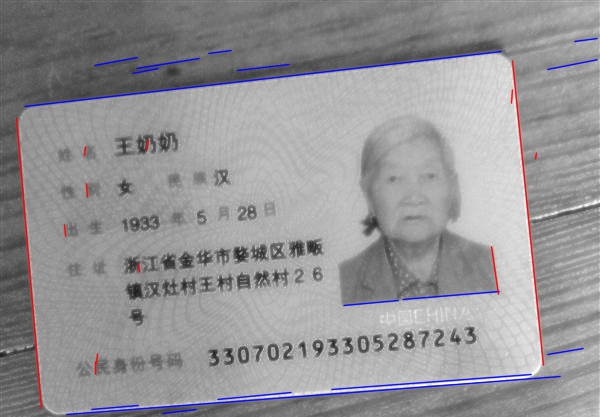 姓名 王奶奶
性别 女 民族 汉
出生 1933 年 5 月 28 日
住址 浙江省金华市婺城区雅畈
镇汉灶村王村自然村26
号
中国CHINA
公民身份号码 330702193305287243